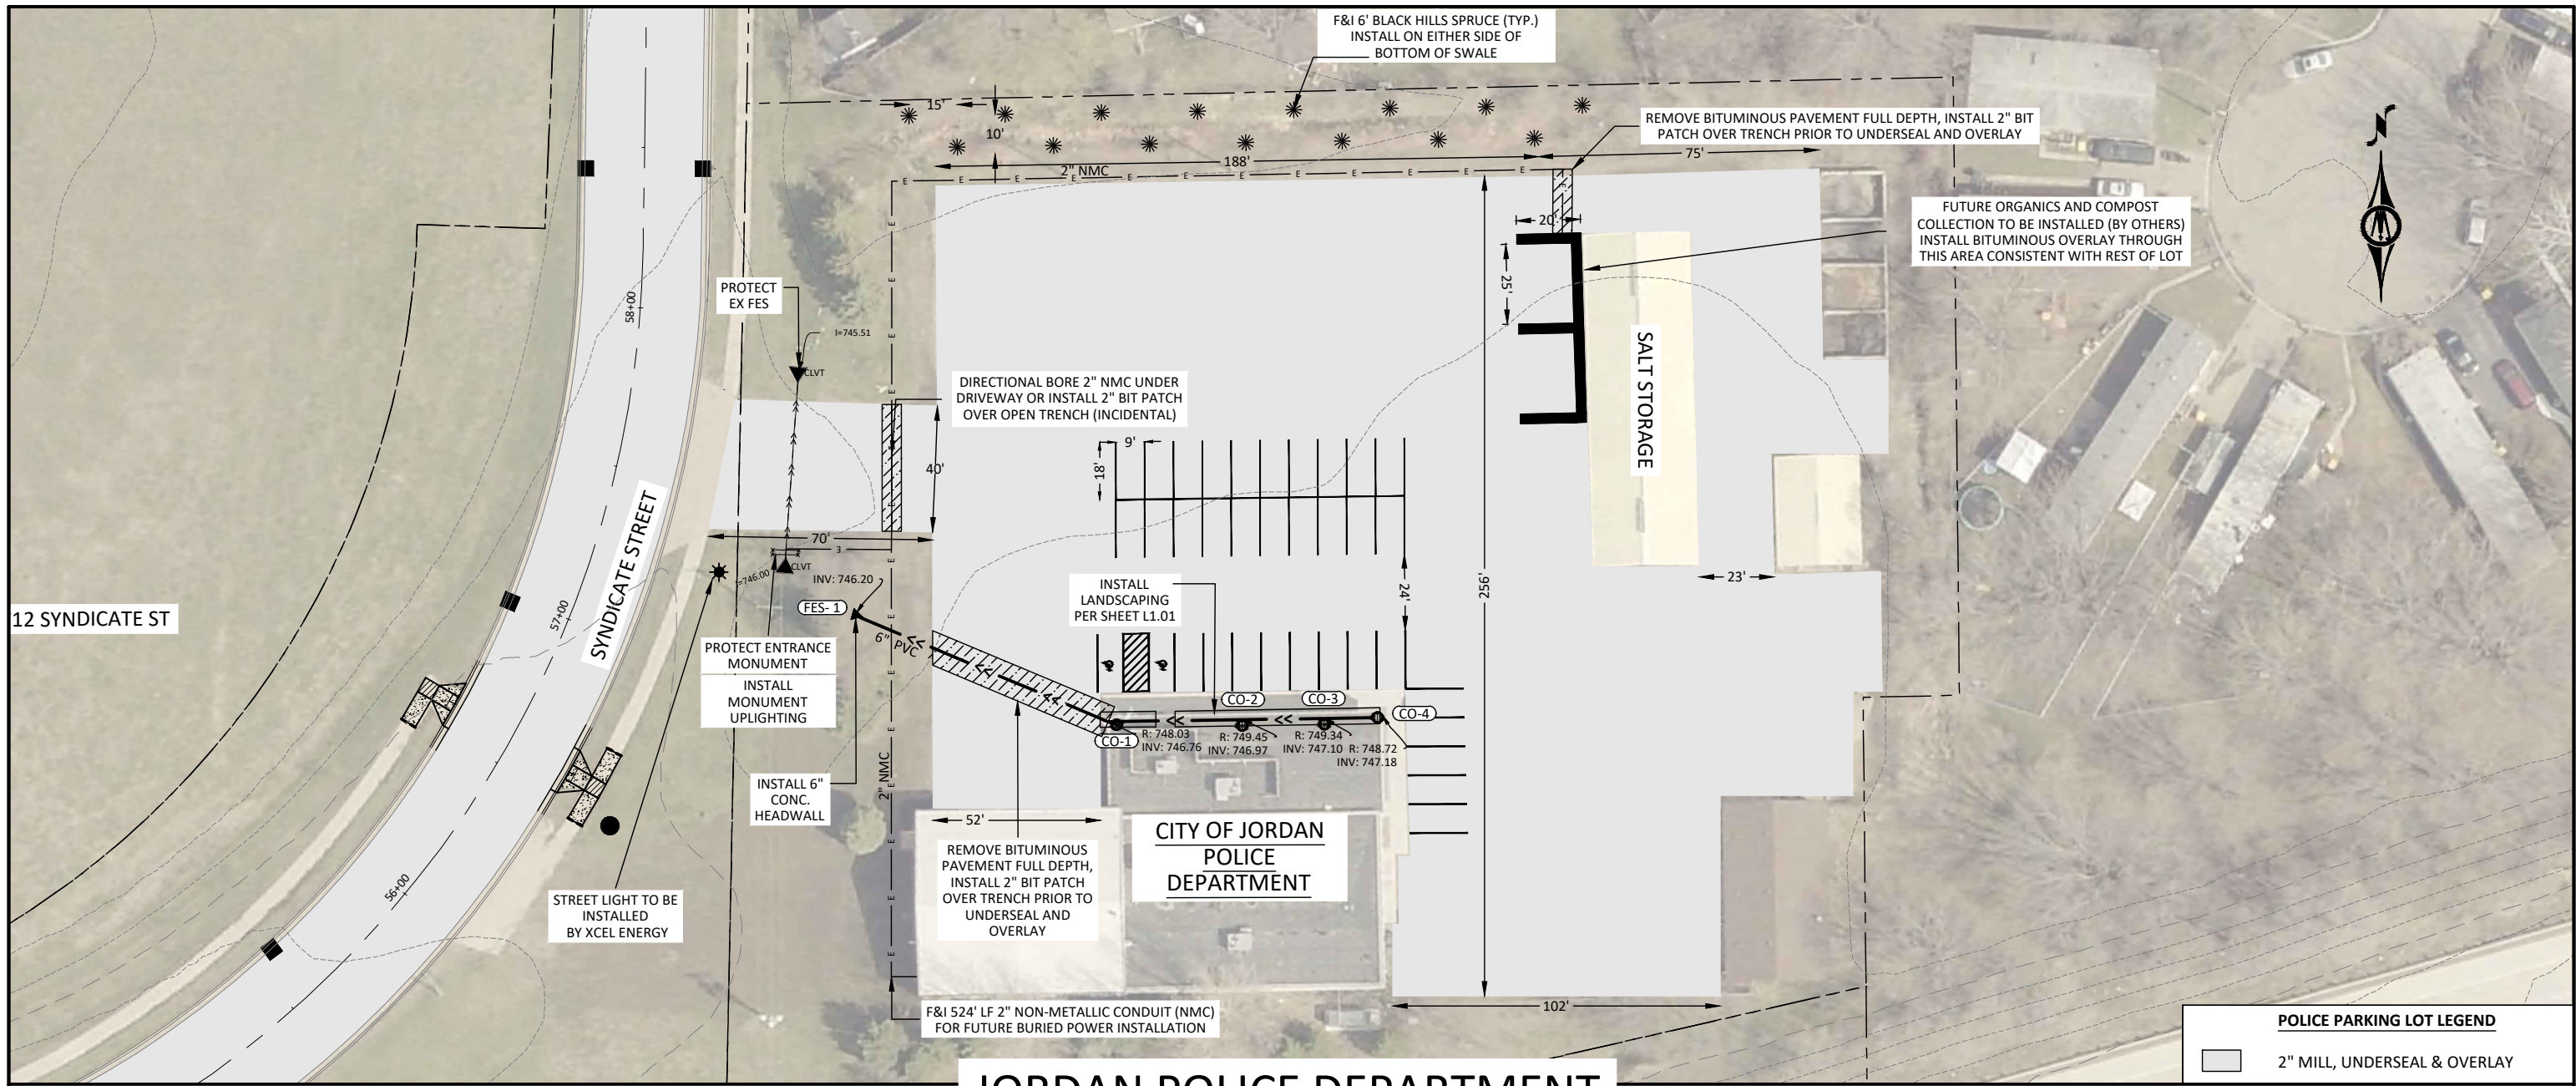 F&I 6' BLACK HILLS SPRUCE (TYP.)
INSTALL ON EITHER SIDE OF
BOTTOM OF SWALE
15'
10'
REMOVE BITUMINOUS PAVEMENT FULL DEPTH, INSTALL 2" BIT
PATCH OVER TRENCH PRIOR TO UNDERSEAL AND OVERLAY
188'
75'
2" NMC
E E E E E E E E E E E E
N
20'
25'
FUTURE ORGANICS AND COMPOST
COLLECTION TO BE INSTALLED (BY OTHERS)
INSTALL BITUMINOUS OVERLAY THROUGH
THIS AREA CONSISTENT WITH REST OF LOT
PROTECT
EX FES
58+00
I=745.51
CLVT
SALT STORAGE
DIRECTIONAL BORE 2" NMC UNDER
DRIVEWAY OR INSTALL 2" BIT PATCH
OVER OPEN TRENCH (INCIDENTAL)
40'
9'
18'
SYNDICATE STREET
70'
E
I=746.00
CLVT
INV: 746.20
FES- 1
6" PVC
INSTALL
LANDSCAPING
PER SHEET L1.01
24'
256'
23'
12 SYNDICATE ST
57+00
PROTECT ENTRANCE
MONUMENT
INSTALL
MONUMENT
UPLIGHTING
CO-2
CO-3
CO-4
CO-1
R: 748.03
INV: 746.76
R: 749.45
INV: 746.97
R: 749.34
INV: 747.10
R: 748.72
INV: 747.18
INSTALL 6"
CONC.
HEADWALL
2" NMC
52'
CITY OF JORDAN
POLICE
DEPARTMENT
REMOVE BITUMINOUS
PAVEMENT FULL DEPTH,
INSTALL 2" BIT PATCH
OVER TRENCH PRIOR TO
UNDERSEAL AND
OVERLAY
56+00
STREET LIGHT TO BE
INSTALLED
BY XCEL ENERGY
F&I 524' LF 2" NON-METALLIC CONDUIT (NMC)
FOR FUTURE BURIED POWER INSTALLATION
102'
POLICE PARKING LOT LEGEND
2" MILL, UNDERSEAL & OVERLAY
JORDAN POLICE DEPARTMENT